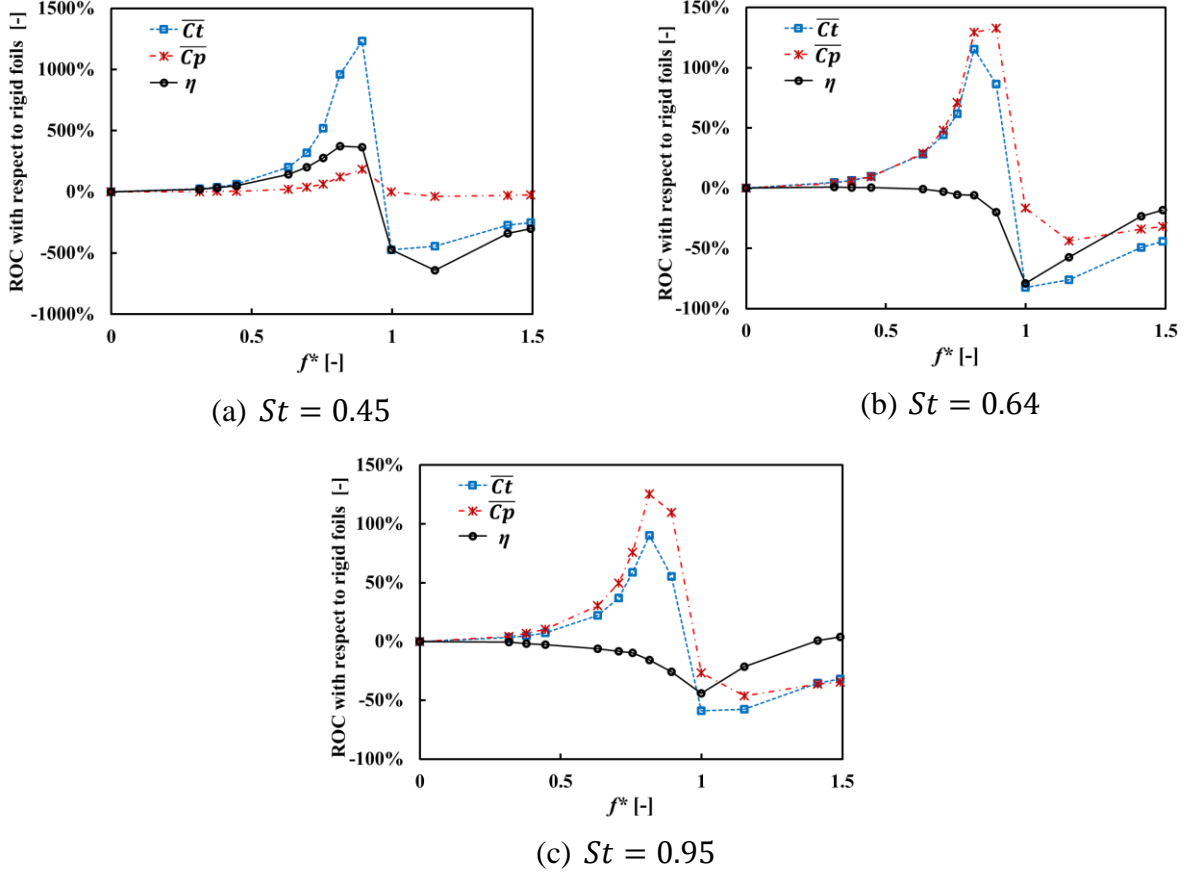 ROC with respect to rigid foils [-]
1500%
1000%
500%
0%
-500%
-1000%
Ct
Cp
η
0 0.5 1 1.5
f* [-]
(a) St = 0.45
ROC with respect to rigid foils [-]
150%
100%
50%
0%
-50%
-100%
Ct
Cp
η
0 0.5 1 1.5
f* [-]
(b) St = 0.64
ROC with respect to rigid foils [-]
150%
100%
50%
0%
-50%
-100%
Ct
Cp
η
0 0.5 1 1.5
f* [-]
(c) St = 0.95